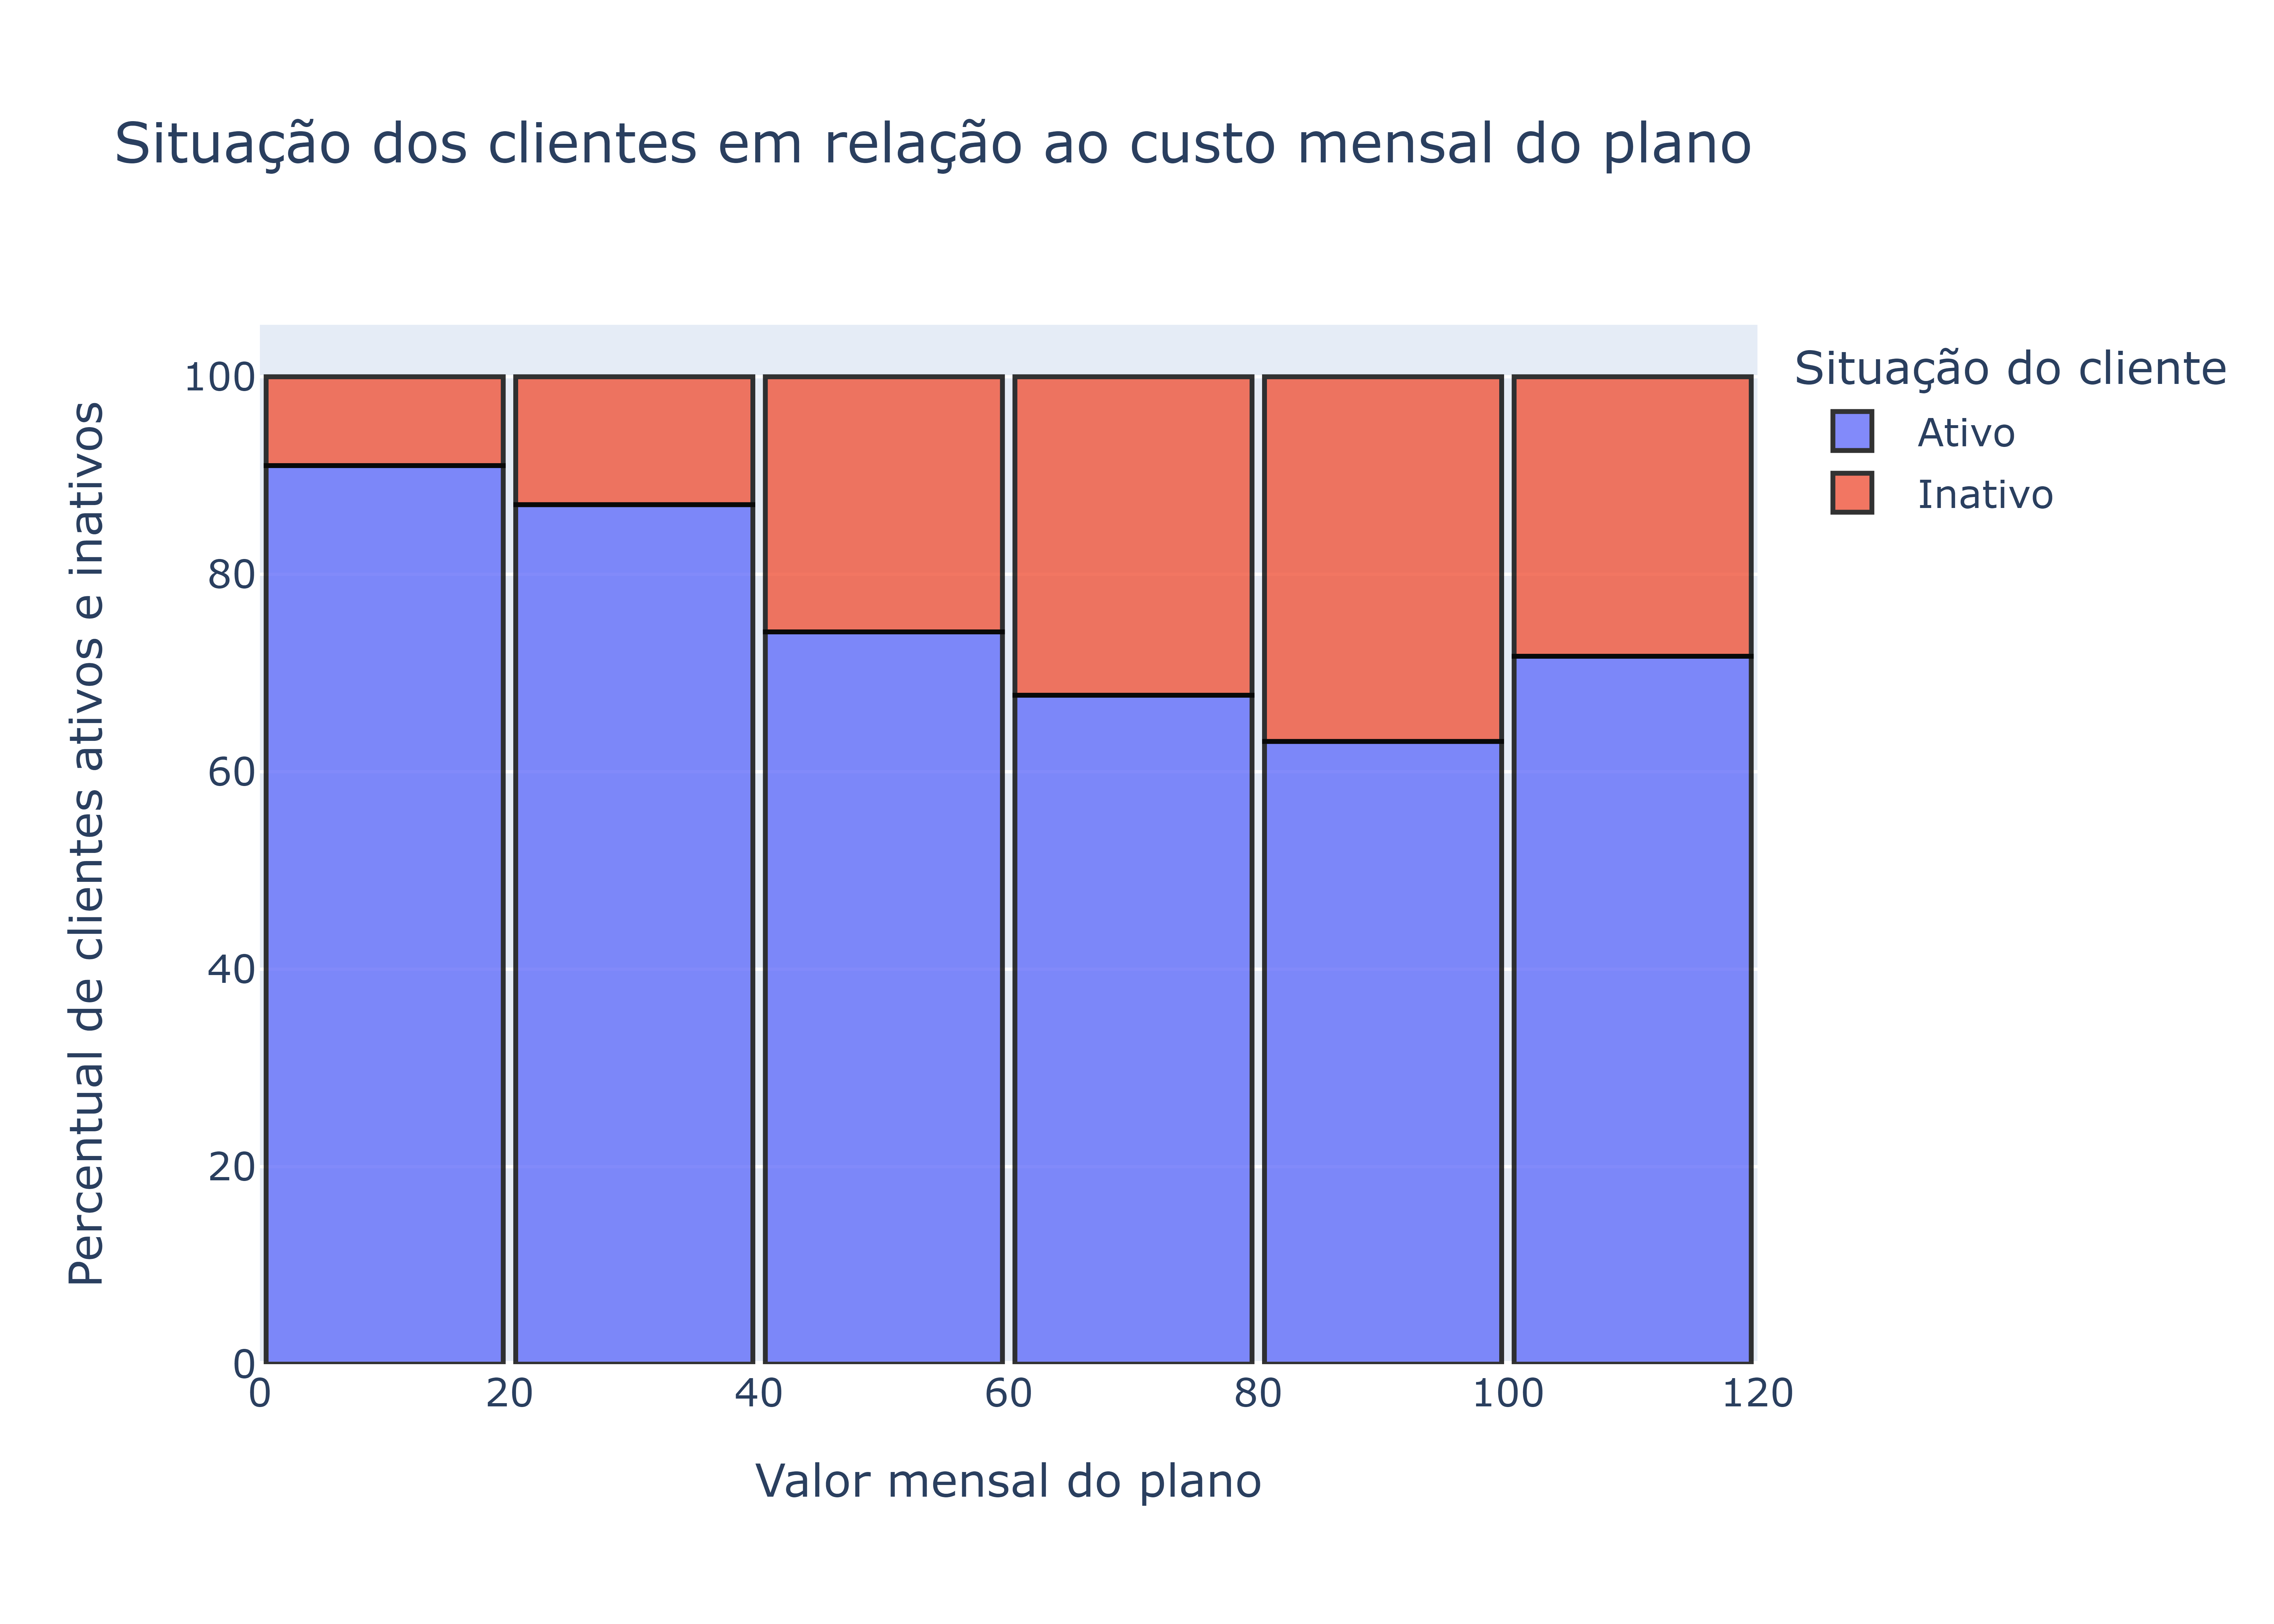 Situação dos clientes em relação ao custo mensal do plano
Situação do cliente
Ativo
Inativo
Percentual de clientes ativos e inativos
100
80
60
40
20
0
0 20 40 60 80 100 120
Valor mensal do plano